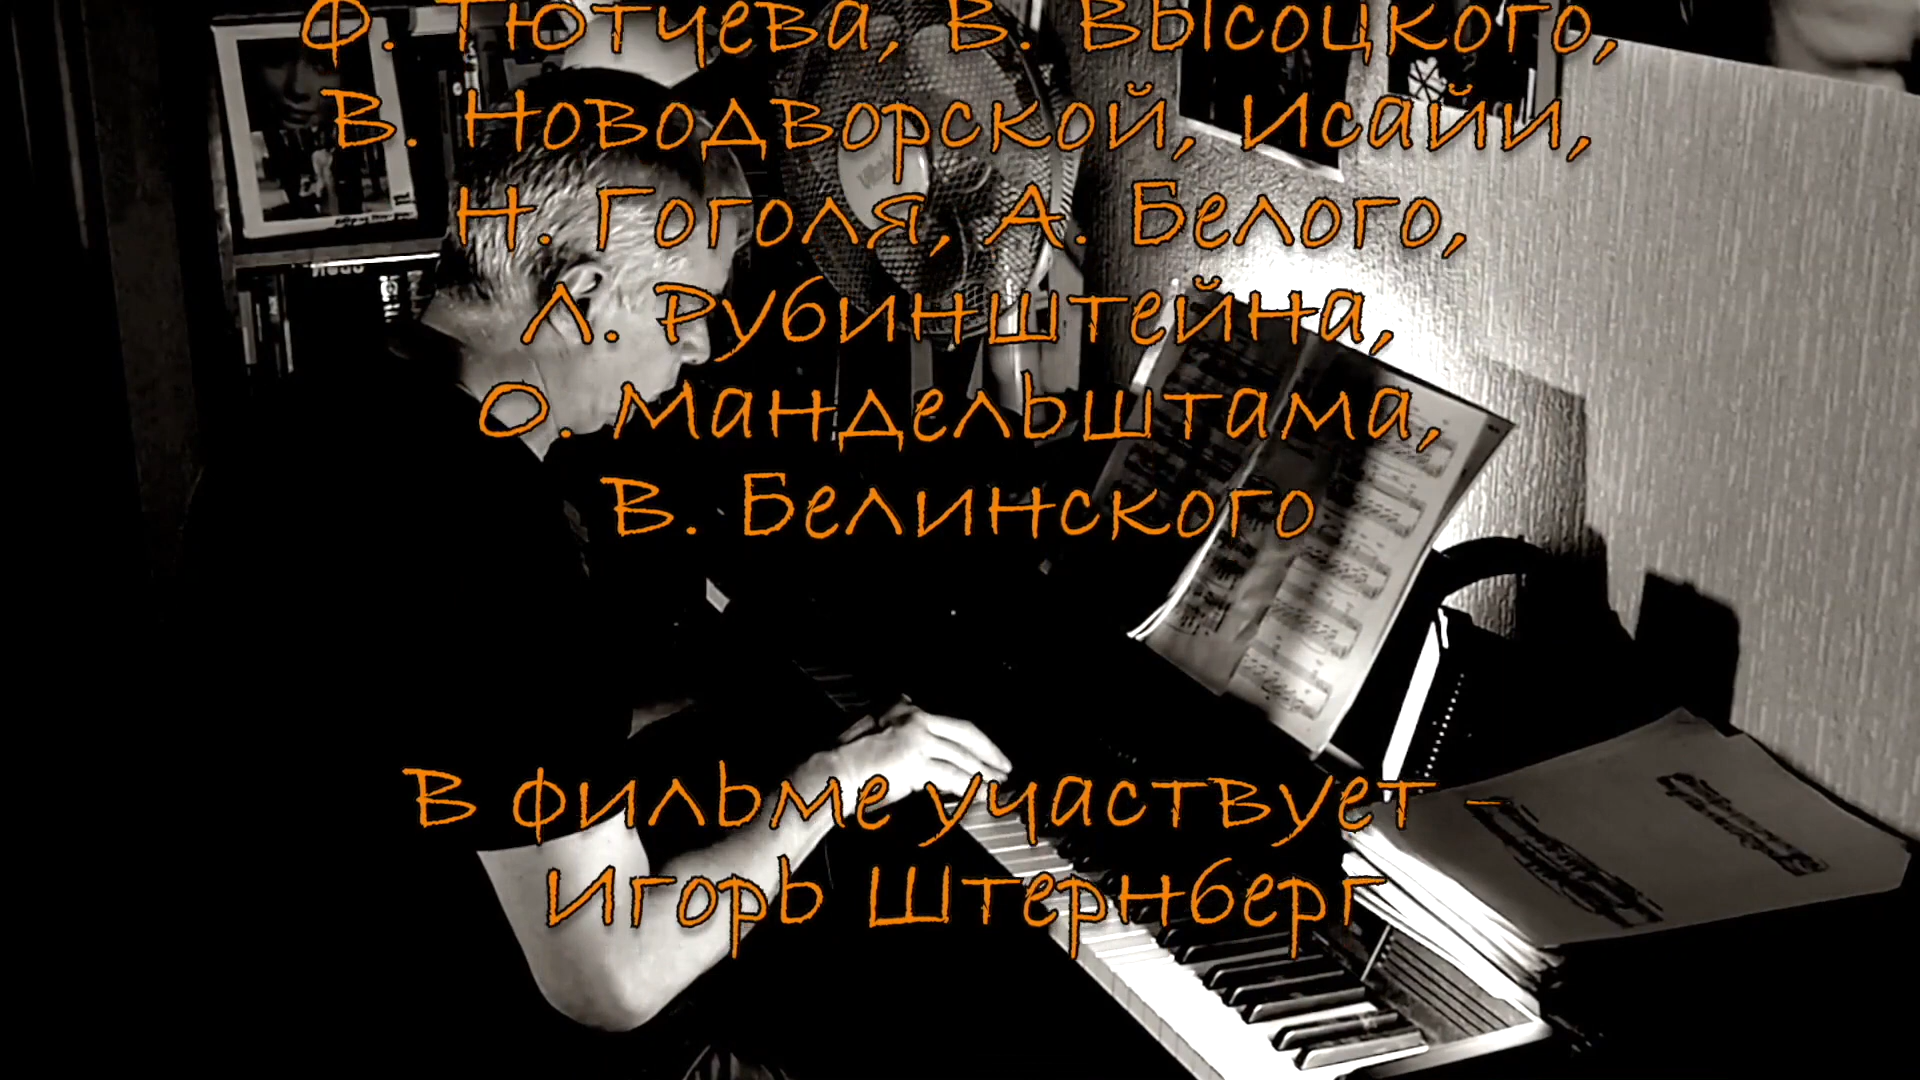 Ф. Тютчева, В. Высоцкого,
В. Новодворской, Исайи,
Н. Гоголя, А. Белого,
Л. Рубинштейна,
О. Мандельштама,
В. Белинского
В фильме участвует -
Игорь Штернберг